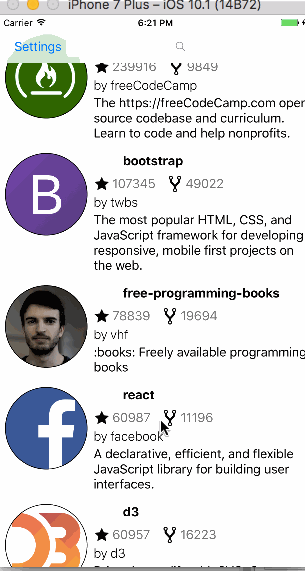 iPhone 7 Plus – iOS 10.1 (14B72)
Carrier 6:21 PM
Settings
239916 9849
by freeCodeCamp
The https://freeCodeCamp.com open
source codebase and curriculum.
Learn to code and help nonprofits.
B
bootstrap
107345 49022
by twbs
The most popular HTML, CSS, and
JavaScript framework for developing
responsive, mobile first projects on
the web.
free-programming-books
78839 19694
by vhf
:books: Freely available programming
books
f
react
60987 11196
by facebook
A declarative, efficient, and flexible
JavaScript library for building user
interfaces.
D3
d3
60957 16223
by d3